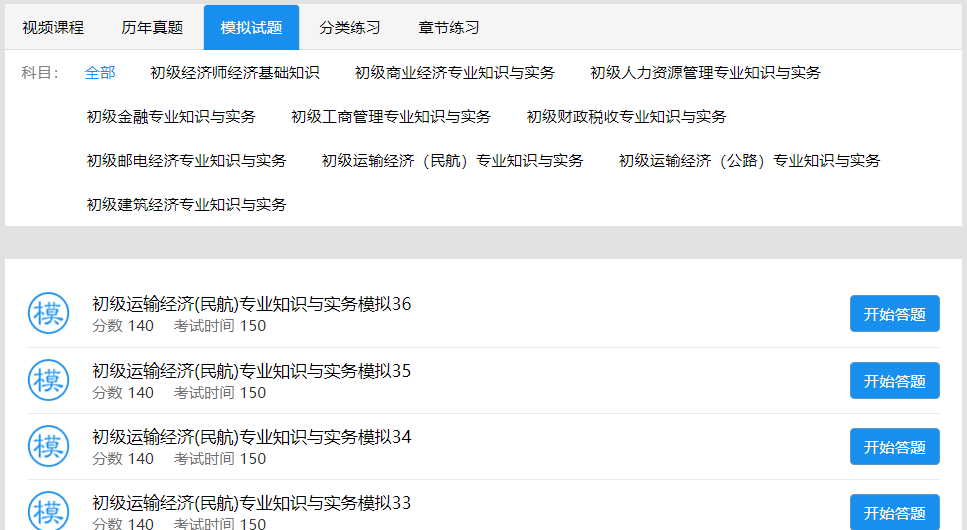 视频课程 历年真题 模拟试题 分类练习 章节练习
科目： 全部 初级经济师经济基础知识 初级商业经济专业知识与实务 初级人力资源管理专业知识与实务
初级金融专业知识与实务 初级工商管理专业知识与实务 初级财政税收专业知识与实务
初级邮电经济专业知识与实务 初级运输经济（民航）专业知识与实务 初级运输经济（公路）专业知识与实务
初级建筑经济专业知识与实务
模 初级运输经济(民航)专业知识与实务模拟36 开始答题
分数 140 考试时间 150
模 初级运输经济(民航)专业知识与实务模拟35 开始答题
分数 140 考试时间 150
模 初级运输经济(民航)专业知识与实务模拟34 开始答题
分数 140 考试时间 150
模 初级运输经济(民航)专业知识与实务模拟33 开始答题
分数 140 考试时间 150